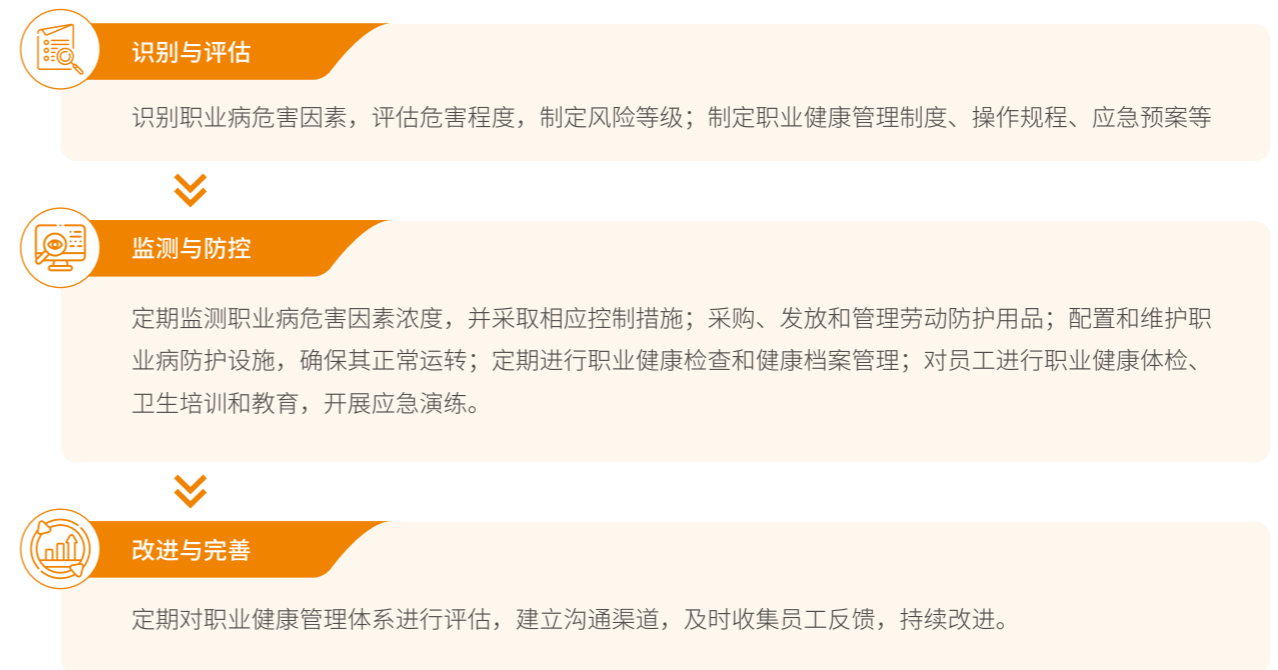 识别与评估
识别职业病危害因素，评估危害程度，制定风险等级；制定职业健康管理制度、操作规程、应急预案等
监测与防控
定期监测职业病危害因素浓度，并采取相应控制措施；采购、发放和管理劳动防护用品；配置和维护职
业病防护设施，确保其正常运转；定期进行职业健康检查和健康档案管理；对员工进行职业健康体检、
卫生培训和教育，开展应急演练。
改进与完善
定期对职业健康管理体系进行评估，建立沟通渠道，及时收集员工反馈，持续改进。